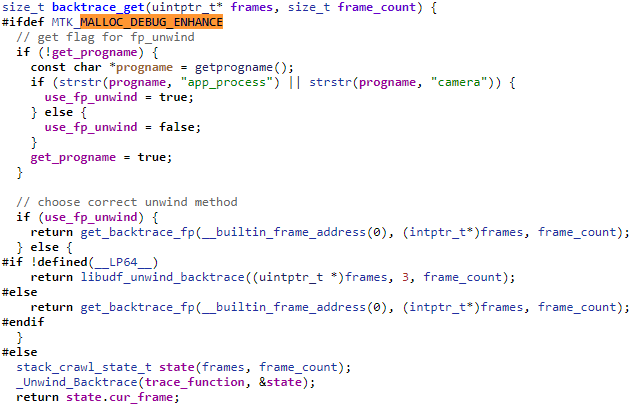 size_t backtrace_get(uintptr_t* frames, size_t frame_count) {
#ifdef MTK_MALLOC_DEBUG_ENHANCE
  // get flag for fp_unwind
  if (!get_progname) {
    const char *progname = getprogname();
    if (strstr(progname, "app_process") || strstr(progname, "camera")) {
      use_fp_unwind = true;
    } else {
      use_fp_unwind = false;
    }
    get_progname = true;
  }

  // choose correct unwind method
  if (use_fp_unwind) {
    return get_backtrace_fp(__builtin_frame_address(0), (intptr_t*)frames, frame_count);
  } else {
#if !defined(__LP64__)
    return libudf_unwind_backtrace((uintptr_t *)frames, 3, frame_count);
#else
    return get_backtrace_fp(__builtin_frame_address(0), (intptr_t*)frames, frame_count);
#endif
  }
#else
  stack_crawl_state_t state(frames, frame_count);
  _Unwind_Backtrace(trace_function, &state);
  return state.cur_frame;